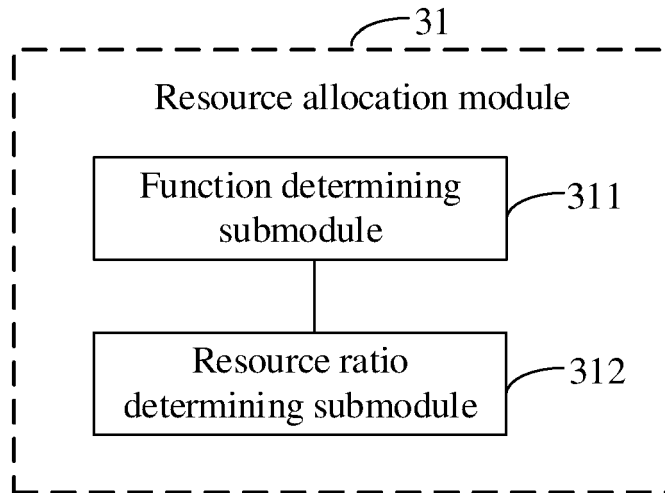 31
Resource allocation module
Function determining
submodule
311
Resource ratio
determining submodule
312